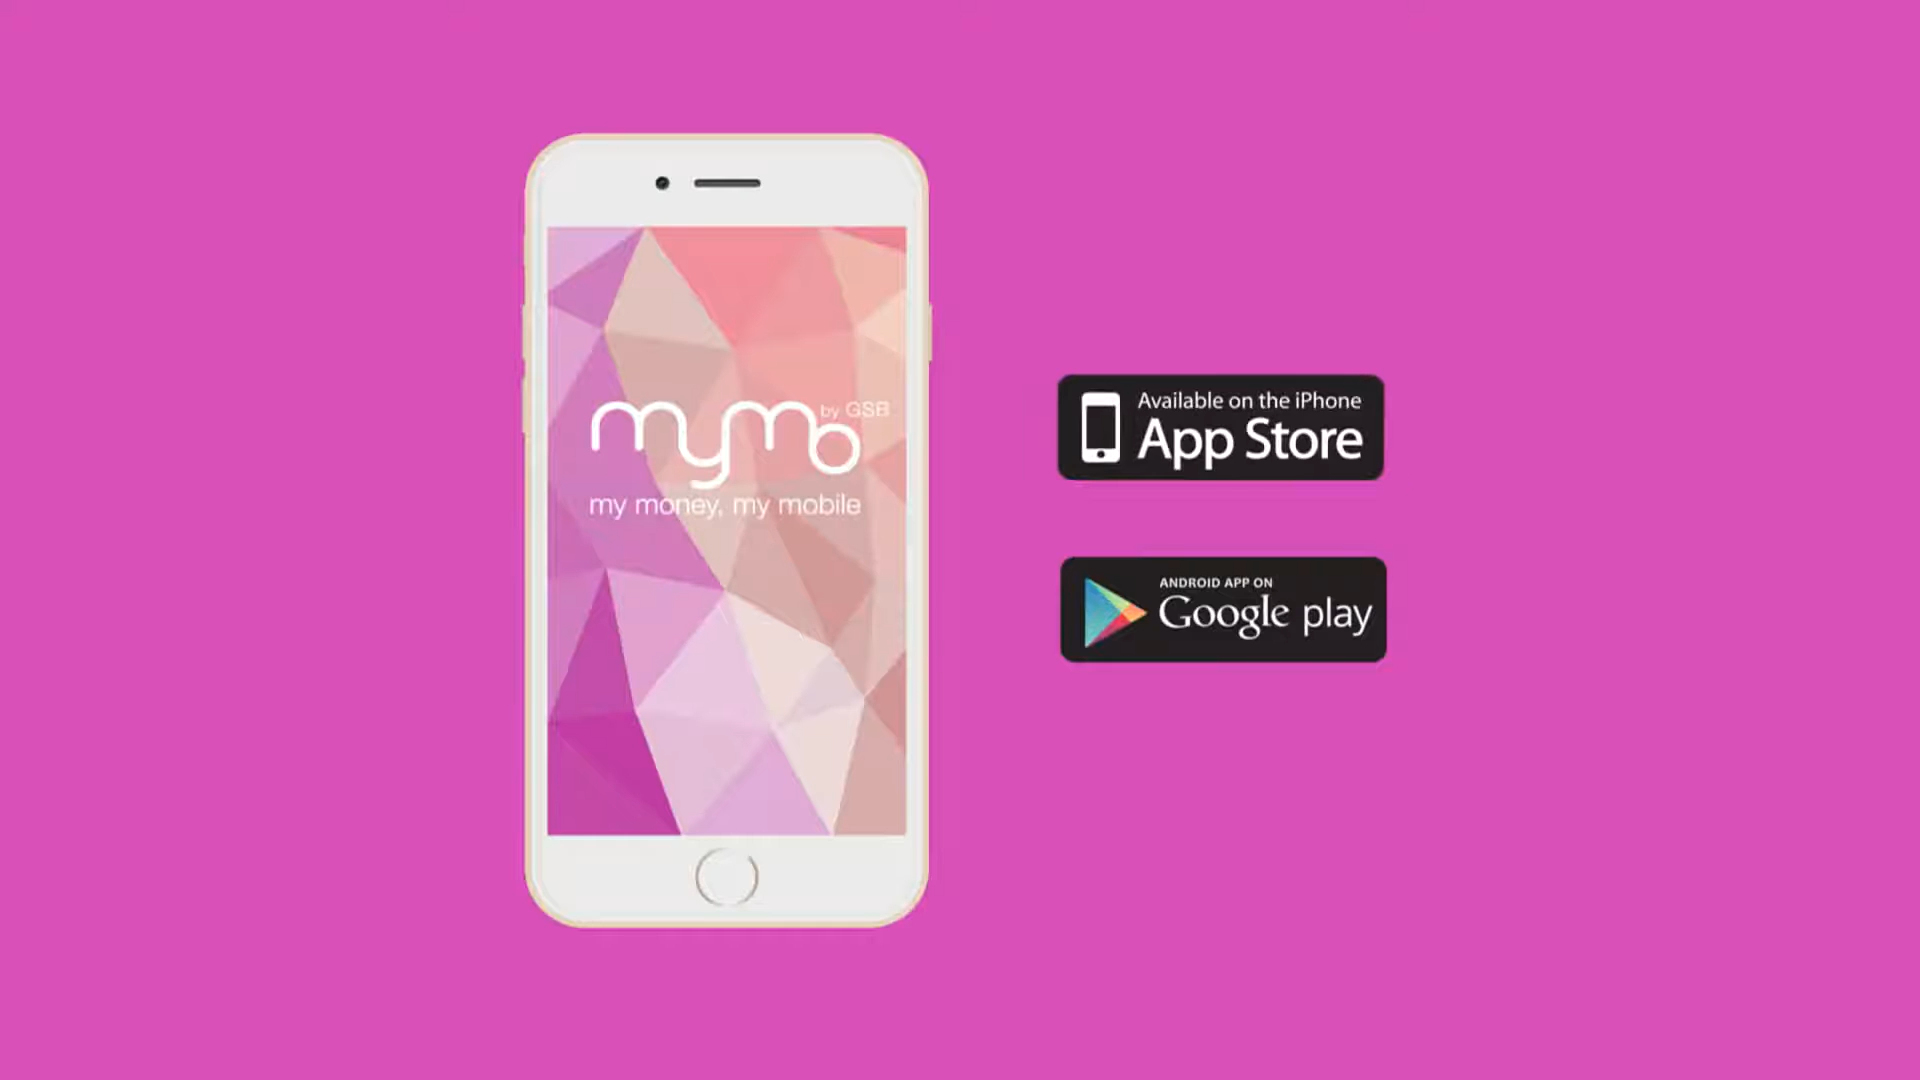 mymo by GSB
my money, my mobile
Available on the iPhone
App Store
ANDROID APP ON
Google play